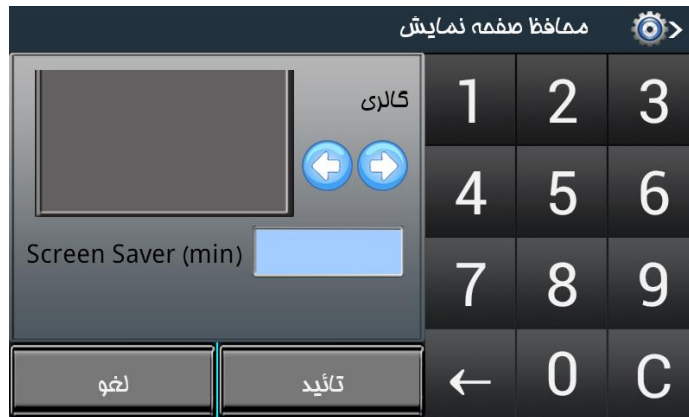 محافظ صفحه نمایش
گالری
Screen Saver (min)
تائید
لغو
1 2 3
4 5 6
7 8 9
← 0 C